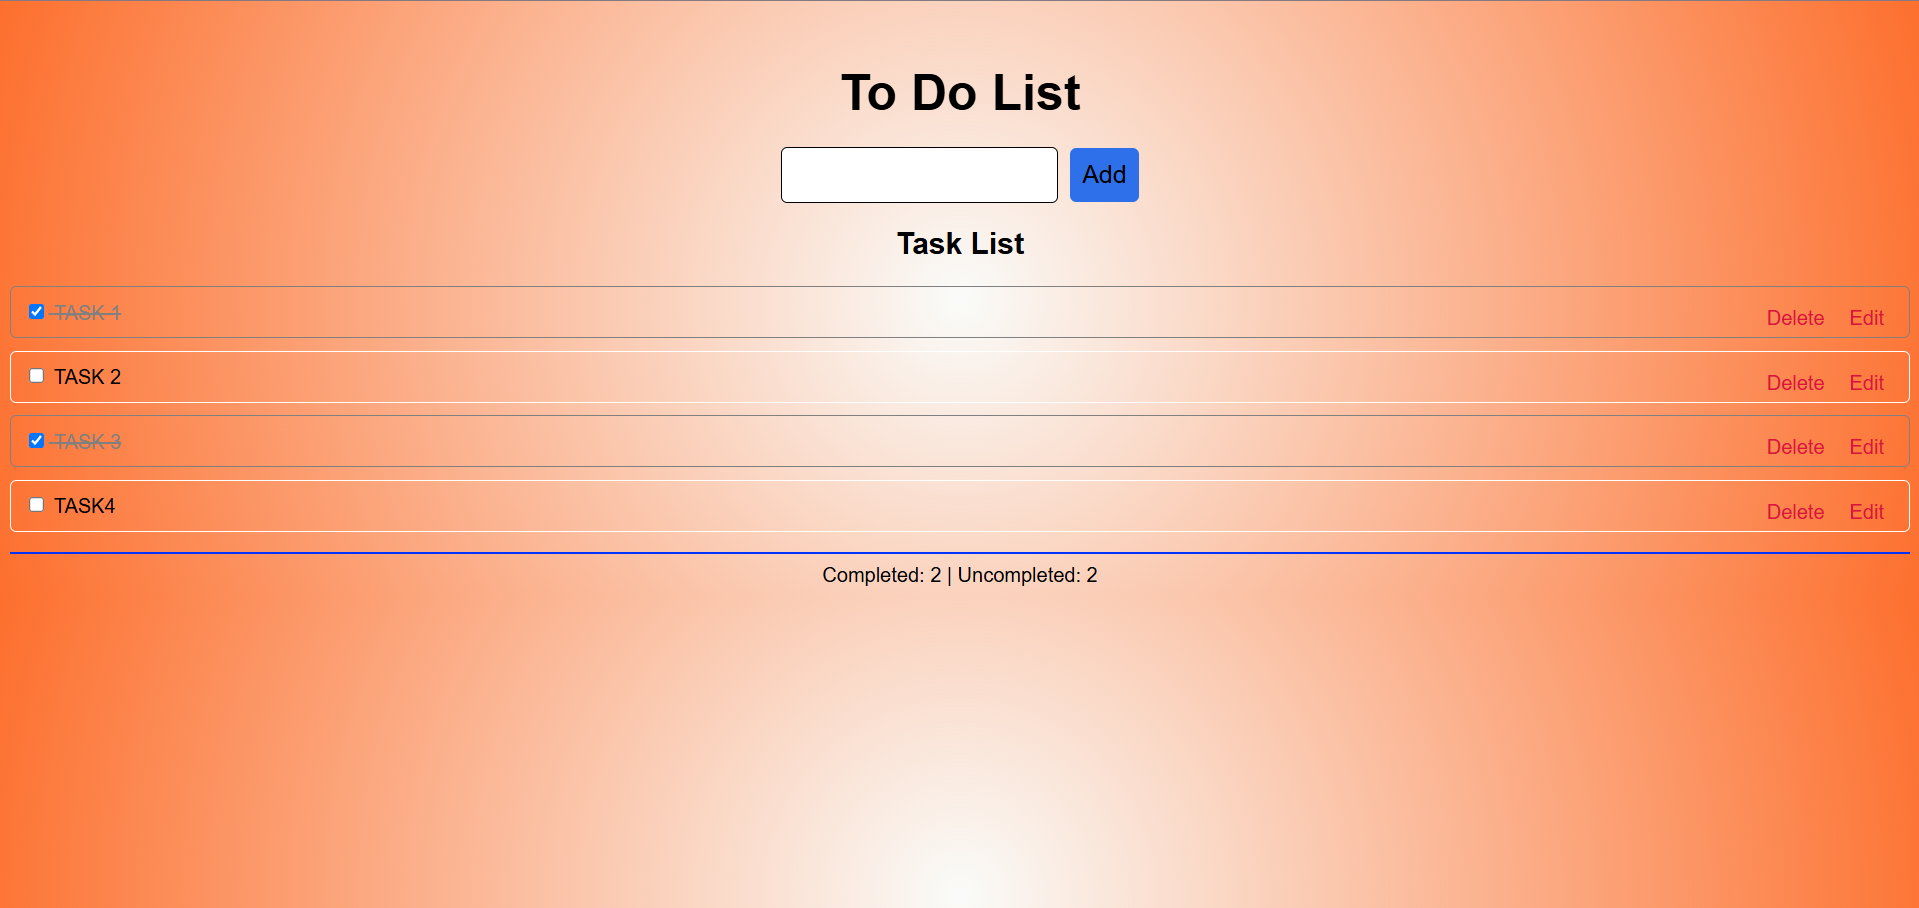 To Do List
Add
Task List
TASK 1 Delete Edit
TASK 2 Delete Edit
TASK 3 Delete Edit
TASK4 Delete Edit
Completed: 2 | Uncompleted: 2